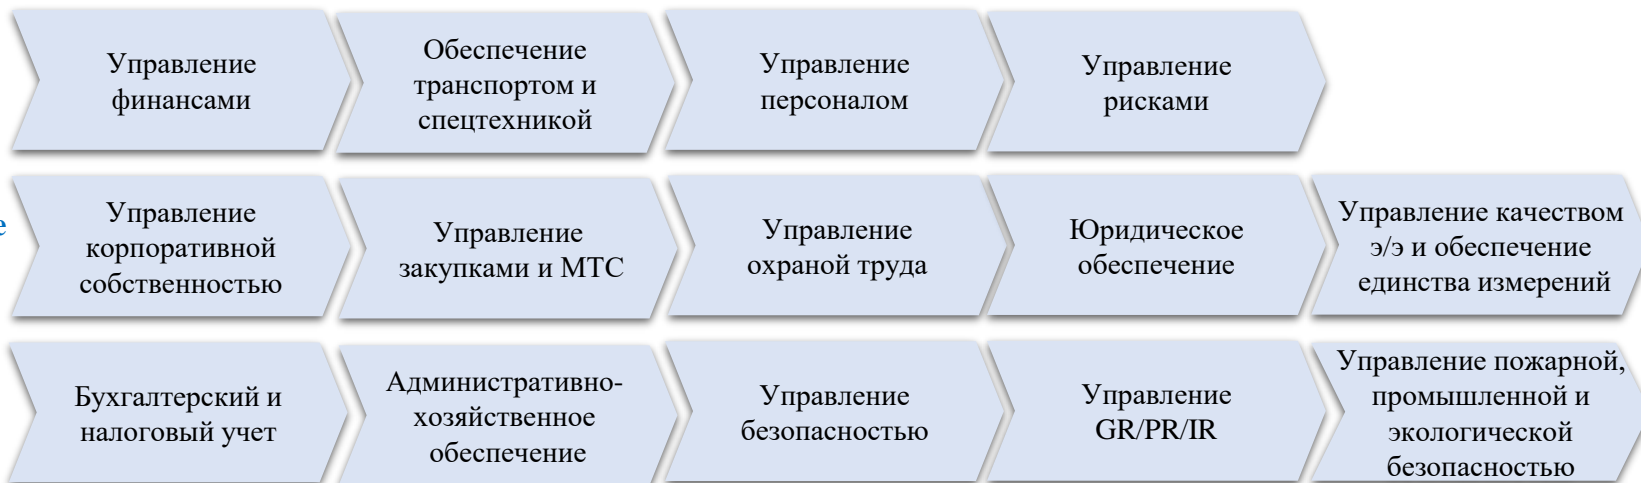 Управление
финансами
Обеспечение
транспортом и
спецтехникой
Управление
персоналом
Управление
рисками
е
Управление
корпоративной
собственностью
Управление
закупками и МТС
Управление
охраной труда
Юридическое
обеспечение
Управление качеством
э/э и обеспечение
единства измерений
Бухгалтерский и
налоговый учет
Административно-
хозяйственное
обеспечение
Управление
безопасностью
Управление
GR/PR/IR
Управление пожарной,
промышленной и
экологической
безопасностью